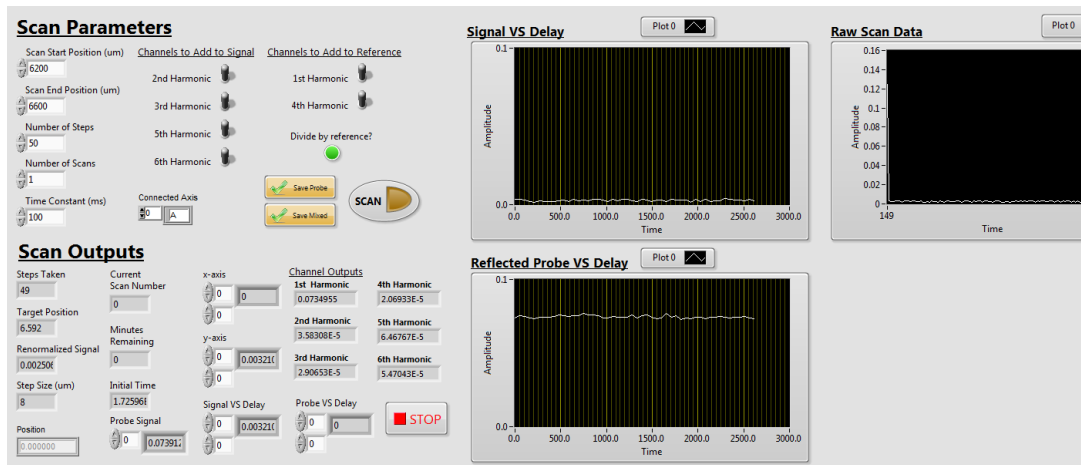 Scan Parameters
Scan Start Position (um)
6200
Scan End Position (um)
6600
Number of Steps
50
Number of Scans
1
Time Constant (ms)
100
Channels to Add to Signal
2nd Harmonic
3rd Harmonic
5th Harmonic
6th Harmonic
Connected Axis
0 A
Channels to Add to Reference
1st Harmonic
4th Harmonic
Divide by reference?
Save Probe
Save Mixed
SCAN
Scan Outputs
Steps Taken
49
Target Position
6.592
Renormalized Signal
0.00250
Step Size (um)
8
Position
0.000000
Current
Scan Number
0
Minutes
Remaining
0
Initial Time
1.72596
Probe Signal
0 0.07391
x-axis
0 0
0
y-axis
0 0.00321
0
Signal VS Delay
0 0.00321
0
Channel Outputs
1st Harmonic
0.0734955
2nd Harmonic
3.58308E-5
3rd Harmonic
2.90653E-5
4th Harmonic
2.06933E-5
5th Harmonic
6.46767E-5
6th Harmonic
5.47043E-5
Probe VS Delay
0 0
0
STOP
Signal VS Delay
Plot 0
0.1
0.0
Amplitude
0.0 500.0 1000.0 1500.0 2000.0 2500.0 3000.0
Time
Reflected Probe VS Delay
Plot 0
0.1
0.0
Amplitude
0.0 500.0 1000.0 1500.0 2000.0 2500.0 3000.0
Time
Raw Scan Data
Plot 0
0.16
0.14
0.12
0.1
0.08
0.06
0.04
0.02
0
Amplitude
149
Time